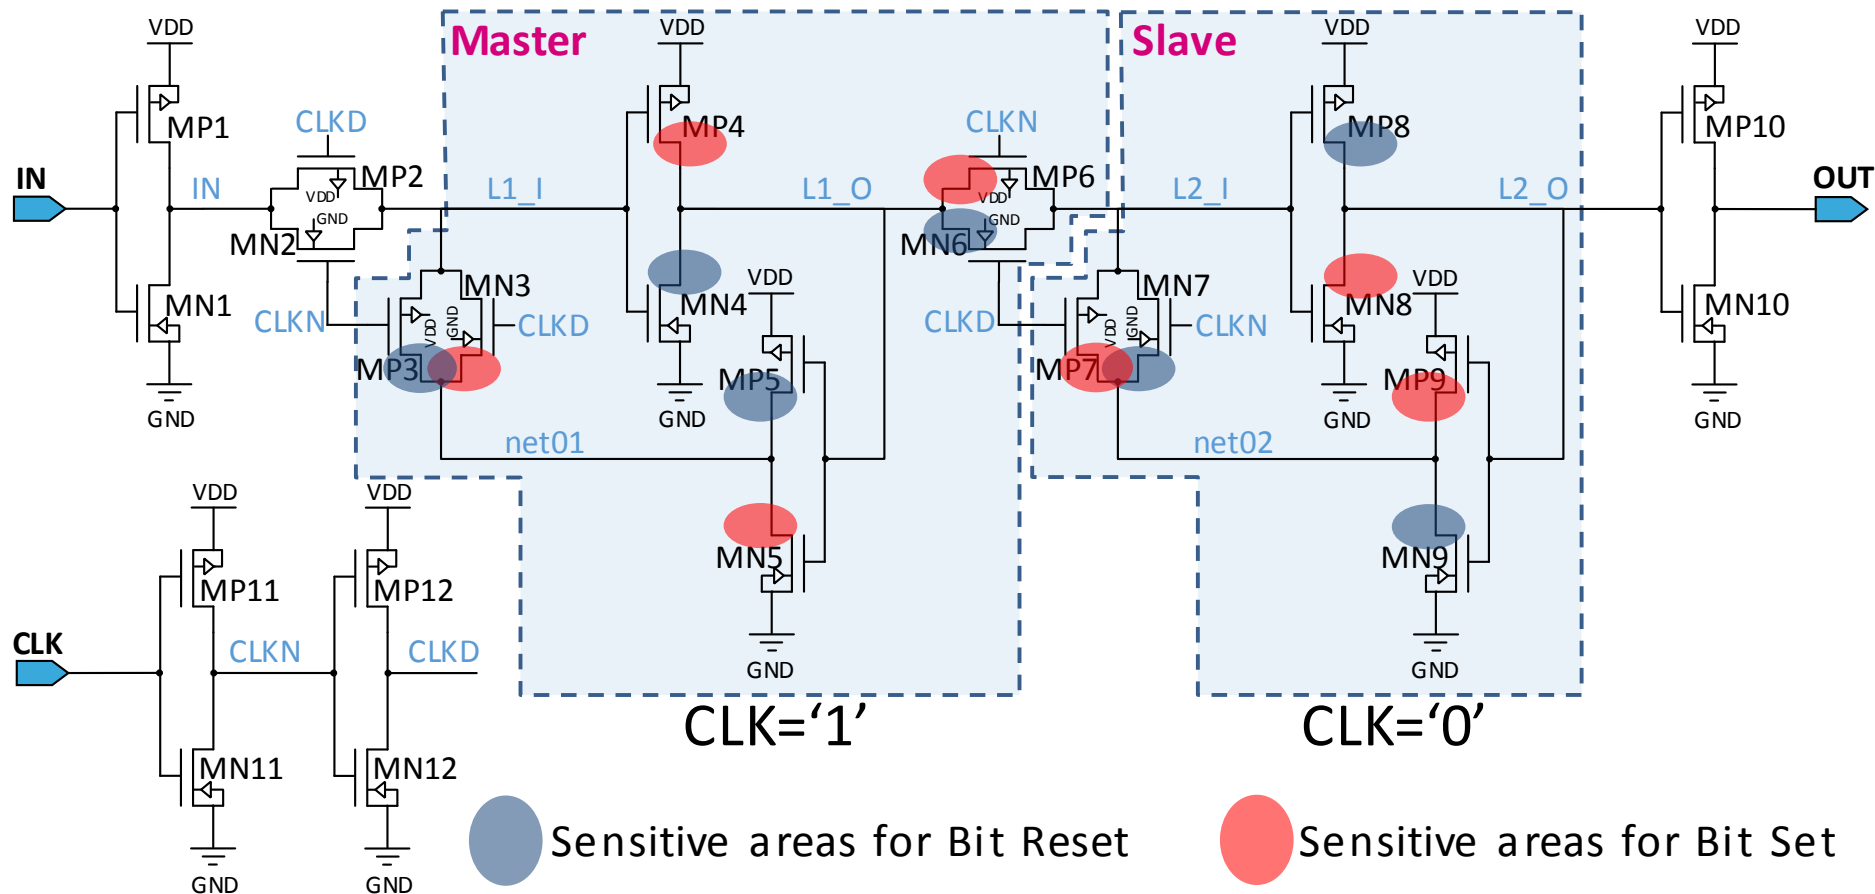 VDD
VDD
VDD
VDD
Master
Slave
MP1
CLKD
MP4
CLKN
MP8
MP10
IN
IN
MP2
VDD
GND
MN2
L1_I
L1_O
MP6
VDD
GND
MN6
L2_I
L2_O
OUT
MN1
CLKN
MN3
VDD
GND
CLKD
MP3
MN4
VDD
MP5
CLKD
MN7
VDD
GND
CLKN
MP7
MN8
VDD
MP9
MN10
GND
GND
GND
GND
net01
net02
VDD
VDD
MN5
MN9
MP11
MP12
CLK
CLKN
CLKD
GND
GND
MN11
MN12
CLK=‘1’
CLK=‘0’
GND
GND
Sensitive areas for Bit Reset
Sensitive areas for Bit Set